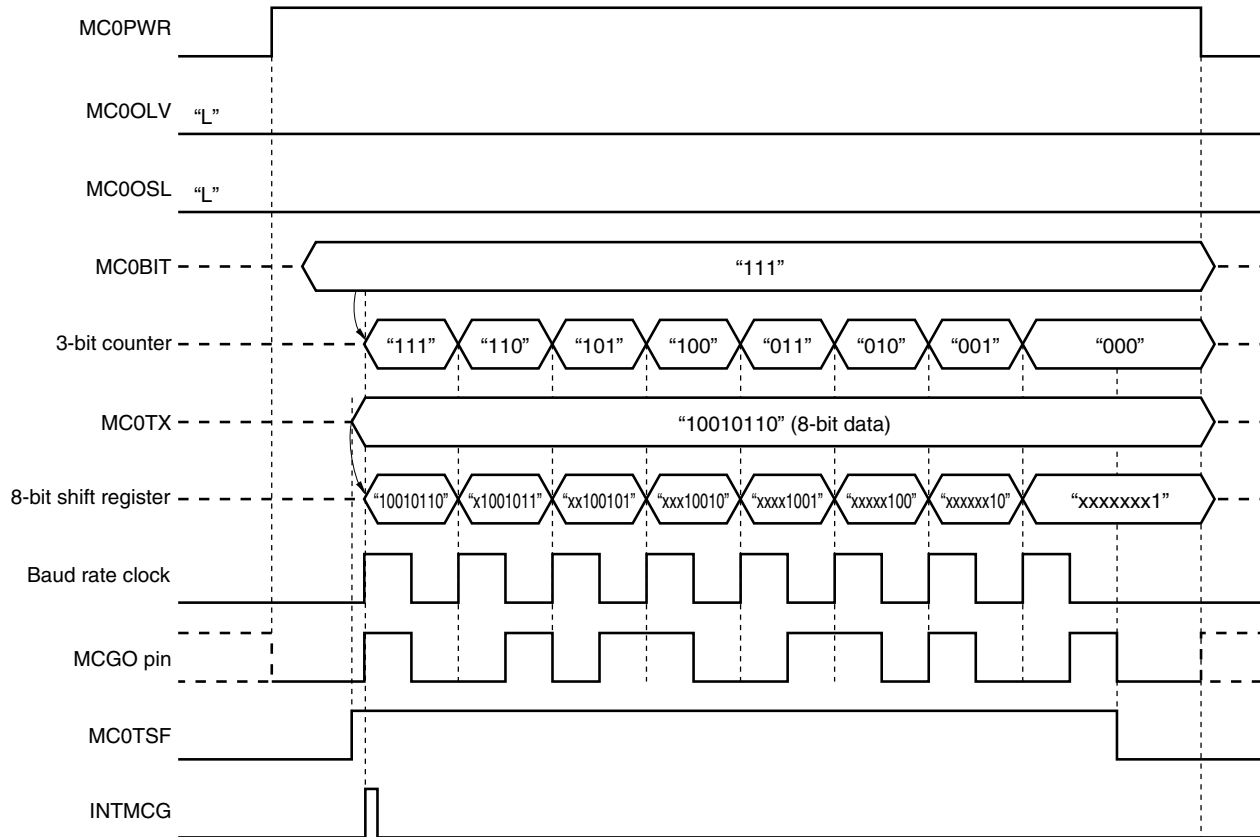 MC0PWR
MC0OLV “L”
MC0OSL “L”
MC0BIT “111”
3-bit counter “111” “110” “101” “100” “011” “010” “001” “000”
MC0TX “10010110” (8-bit data)
8-bit shift register “10010110” “x1001011” “xx100101” “xxx10010” “xxxx1001” “xxxxx100” “xxxxxx10” “xxxxxxx1”
Baud rate clock
MCGO pin
MC0TSF
INTMCG